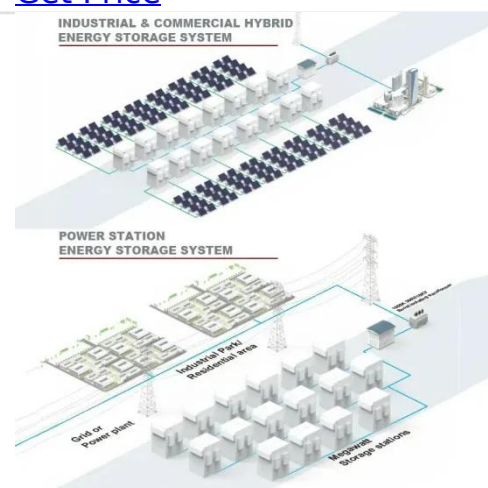 Get Price
INDUSTRIAL & COMMERCIAL HYBRID
ENERGY STORAGE SYSTEM
POWER STATION
ENERGY STORAGE SYSTEM
Industrial Park/
Residential area
Grid or
Power plant
Megawatt
Storage stations